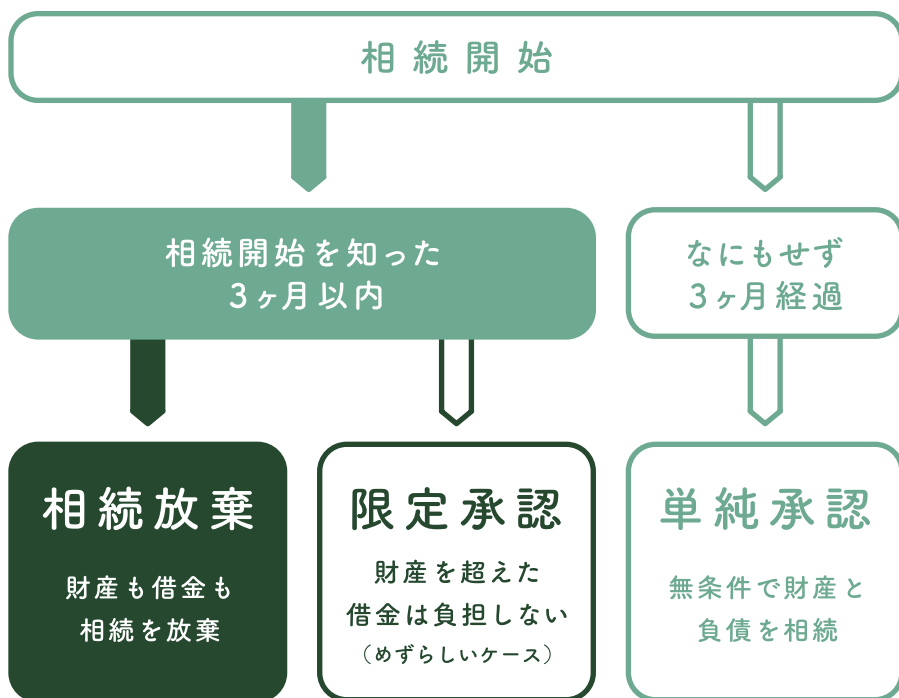 相続開始
相続開始を知った
3ヶ月以内
なにもせず
3ヶ月経過
相続放棄
財産も借金も
相続を放棄
限定承認
財産を超えた
借金は負担しない
（めずらしいケース）
単純承認
無条件で財産と
負債を相続